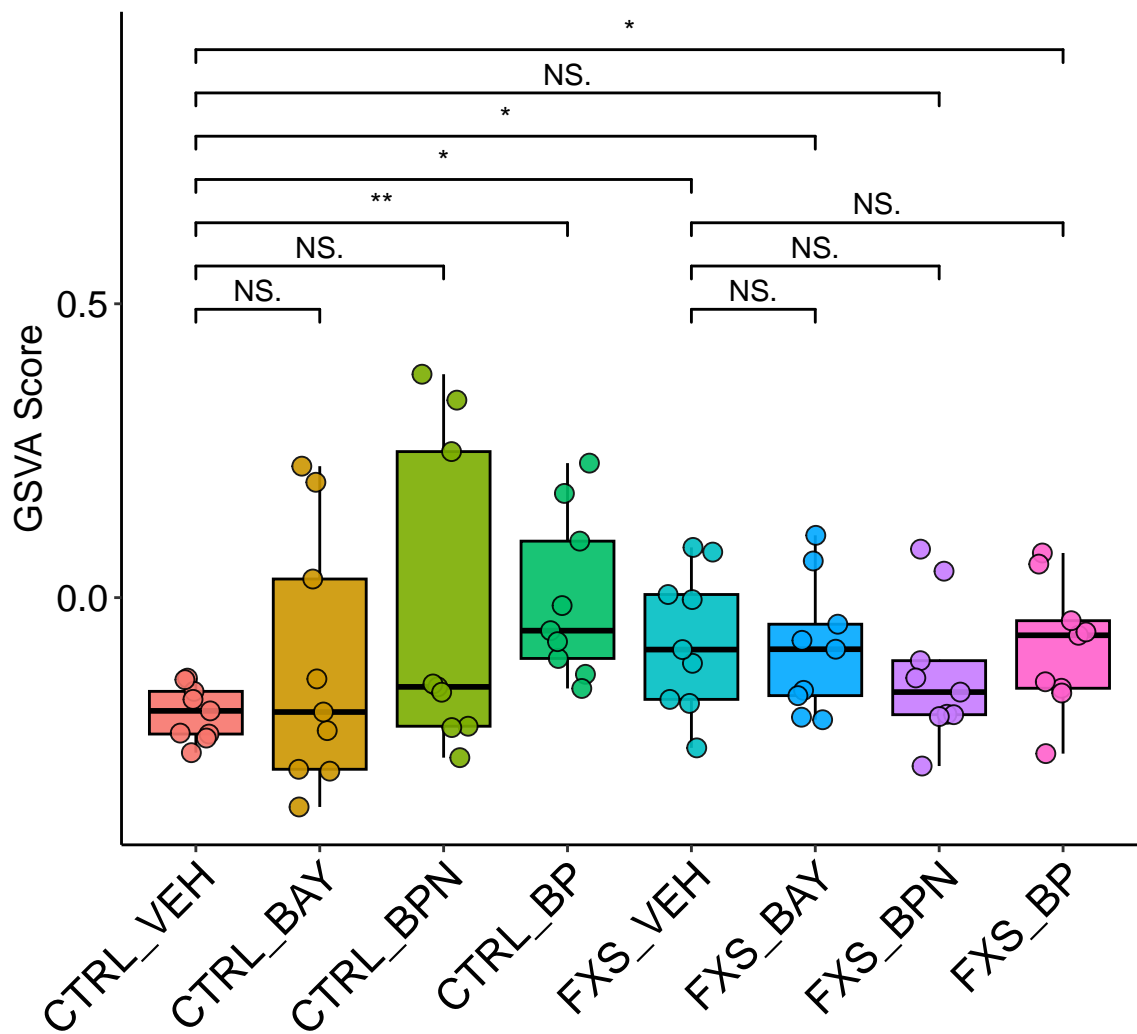 *
NS.
*
*
**
NS.
NS.
NS.
NS.
NS.
0.5
0.0
GSVA Score
CTRL_VEH
CTRL_BAY
CTRL_BPN
CTRL_BP
FXS_VEH
FXS_BAY
FXS_BPN
FXS_BP